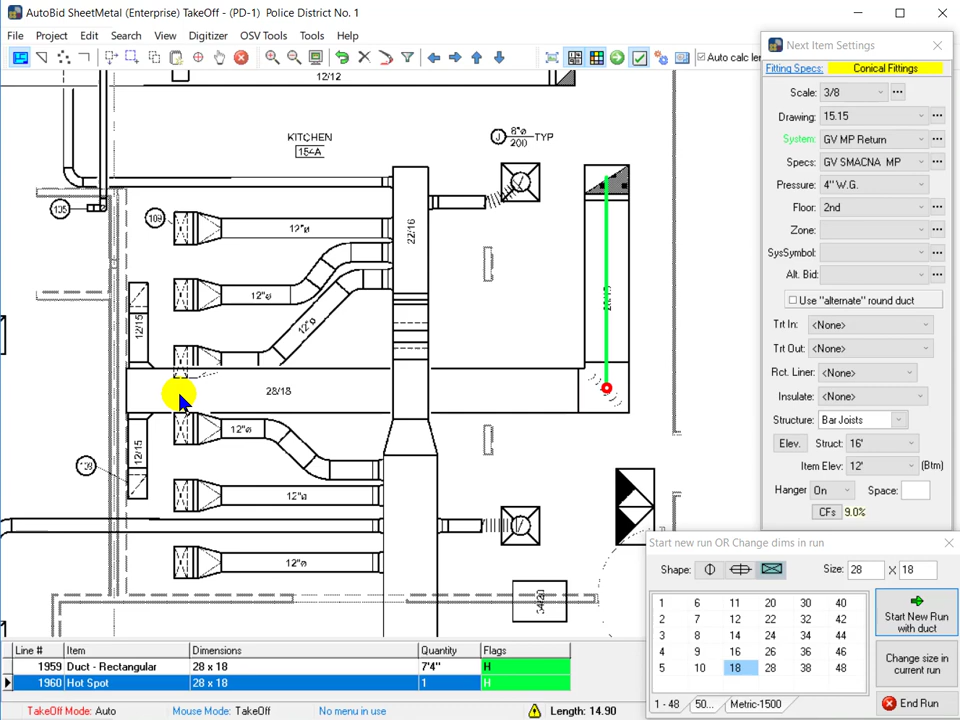 AutoBid SheetMetal (Enterprise) TakeOff - (PD-1)  Police District No. 1
File Project Edit Search View Digitizer OSV Tools Tools Help
Auto calc len
12/12
KITCHEN
154A
J 8"ø TYP
200
105
109
12"ø
22/16
12"ø
12/15
12"ø
28/18
12"ø
12/15
12"ø
12"ø
Next Item Settings
Fitting Specs: Conical Fittings
Scale: 3/8
Drawing: 15.15
System: GV MP Return
Specs: GV SMACNA MP
Pressure: 4" W.G.
Floor: 2nd
Zone:
SysSymbol:
Alt. Bid:
Use "alternate" round duct
Trt In: <None>
Trt Out: <None>
Rct. Liner: <None>
Insulate: <None>
Structure: Bar Joists
Elev. Struct: 16'
Item Elev: 12' (Btm)
Hanger On Space:
CFs 9.0%
Start new run OR Change dims in run
Shape: Size: 28 X 18
1 6 11 20 30 40
2 7 12 22 32 42
3 8 14 24 34 44
4 9 16 26 36 46
5 10 18 28 38 48
1 - 48 50... Metric-1500
Start New Run with duct
Change size in current run
End Run
Line # Item Dimensions Quantity Flags
1959 Duct - Rectangular 28 x 18 7'4" H
1960 Hot Spot 28 x 18 1 H
TakeOff Mode: Auto Mouse Mode: TakeOff No menu in use Length: 14.90